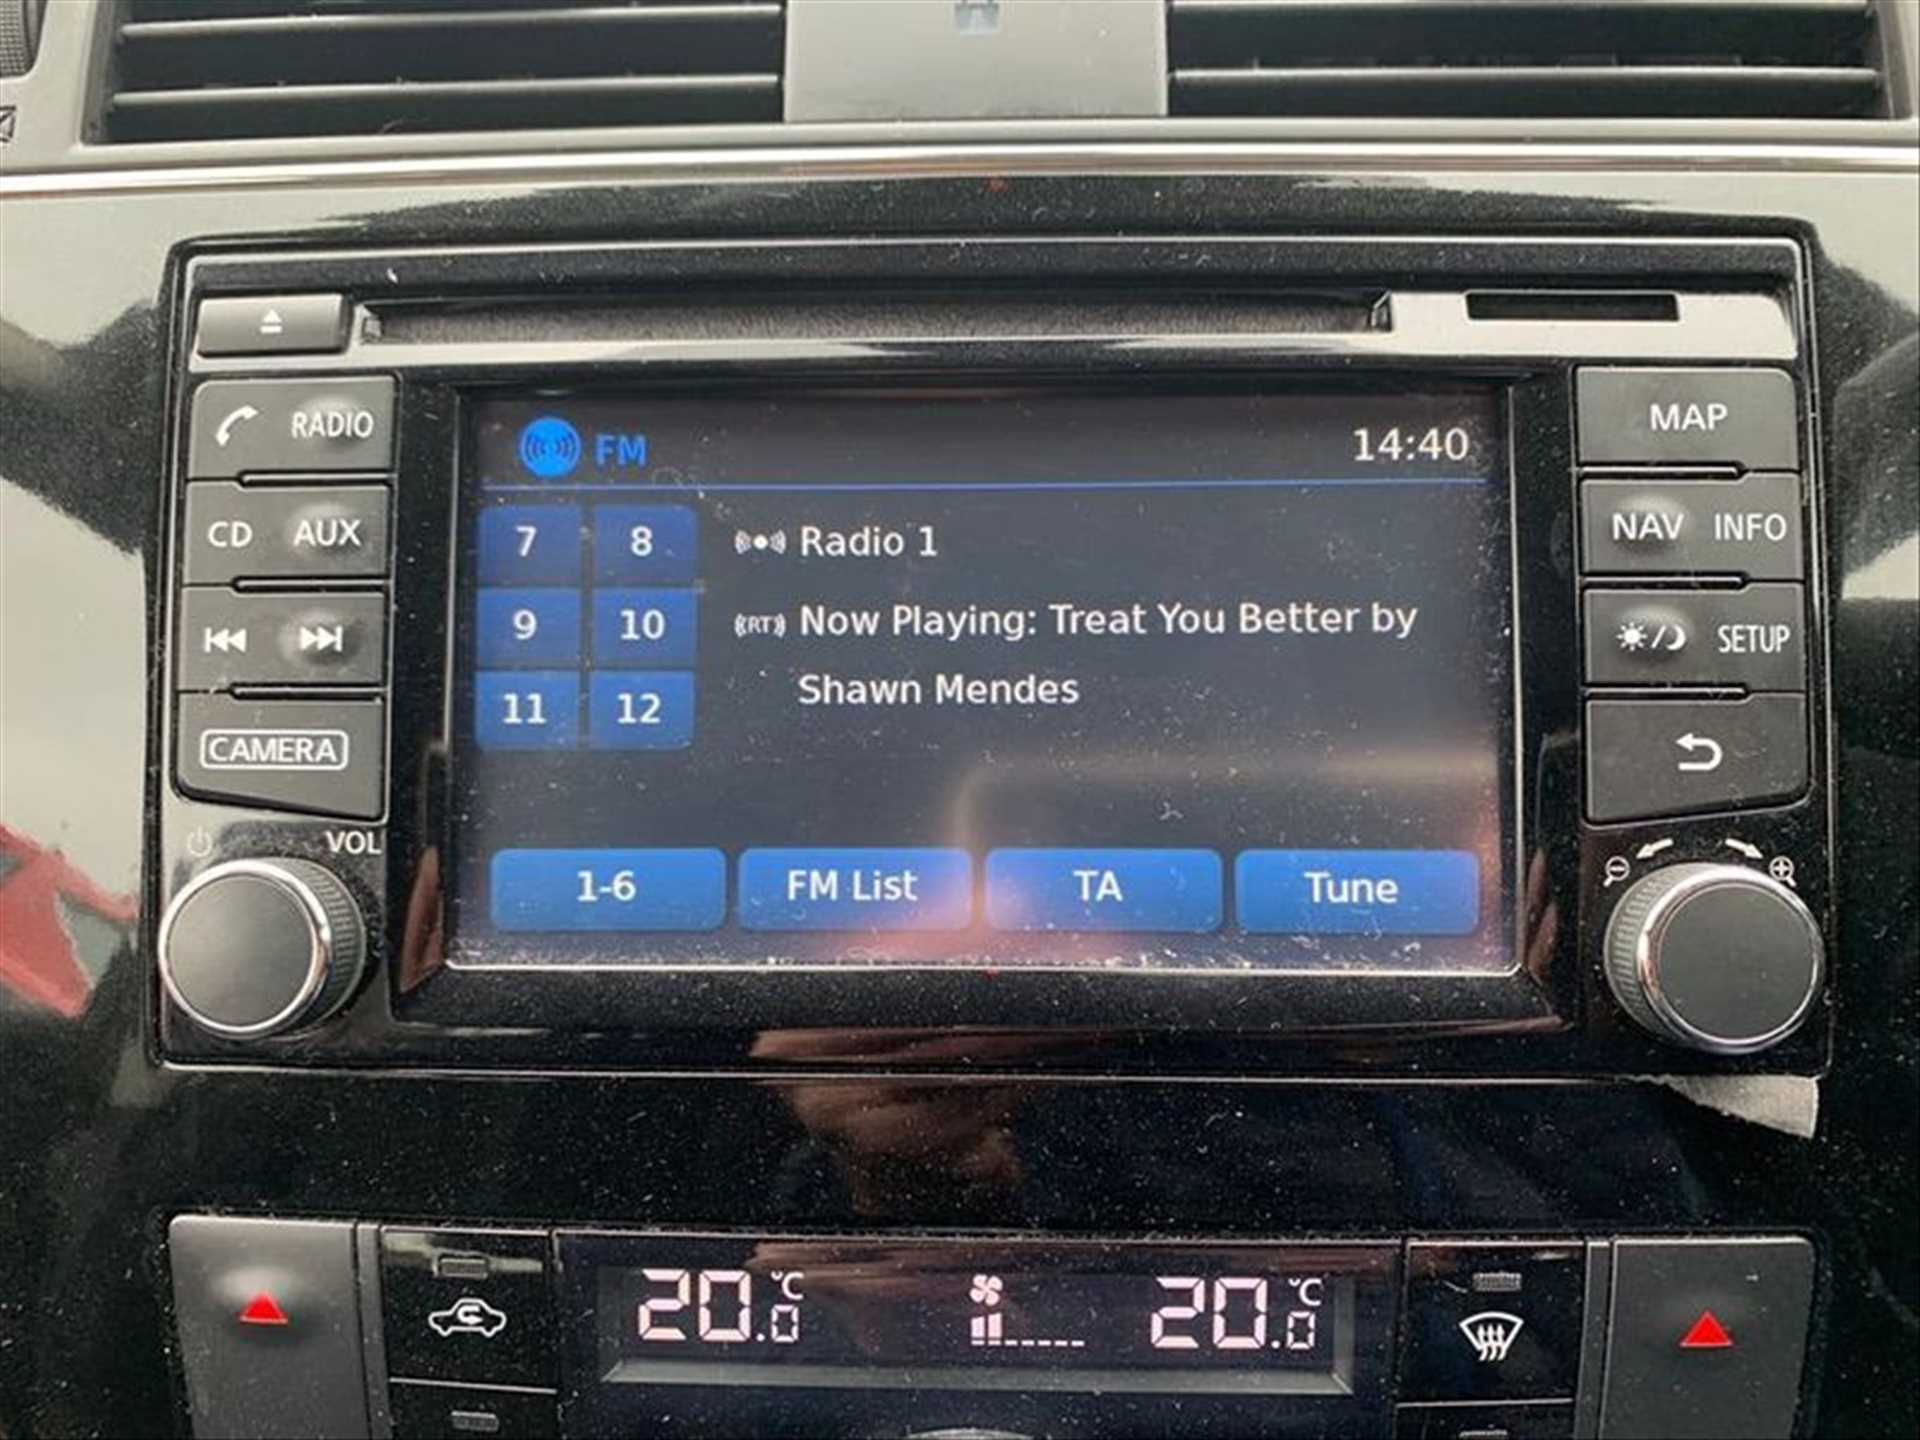 FM 14:40
7 8 Radio 1
9 10 (RT) Now Playing: Treat You Better by
11 12 Shawn Mendes
1-6 FM List TA Tune
RADIO
CD AUX
CAMERA
VOL
MAP
NAV INFO
SETUP
20.0 °C 20.0 °C